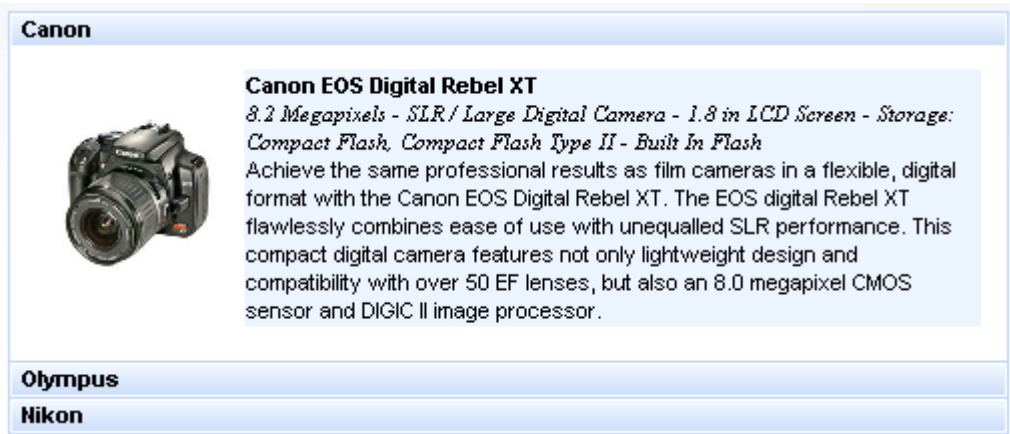 Canon
Canon EOS Digital Rebel XT
8.2 Megapixels - SLR / Large Digital Camera - 1.8 in LCD Screen - Storage:
Compact Flash, Compact Flash Type II - Built In Flash
Achieve the same professional results as film cameras in a flexible, digital
format with the Canon EOS Digital Rebel XT. The EOS digital Rebel XT
flawlessly combines ease of use with unequalled SLR performance. This
compact digital camera features not only lightweight design and
compatibility with over 50 EF lenses, but also an 8.0 megapixel CMOS
sensor and DIGIC II image processor.
Olympus
Nikon